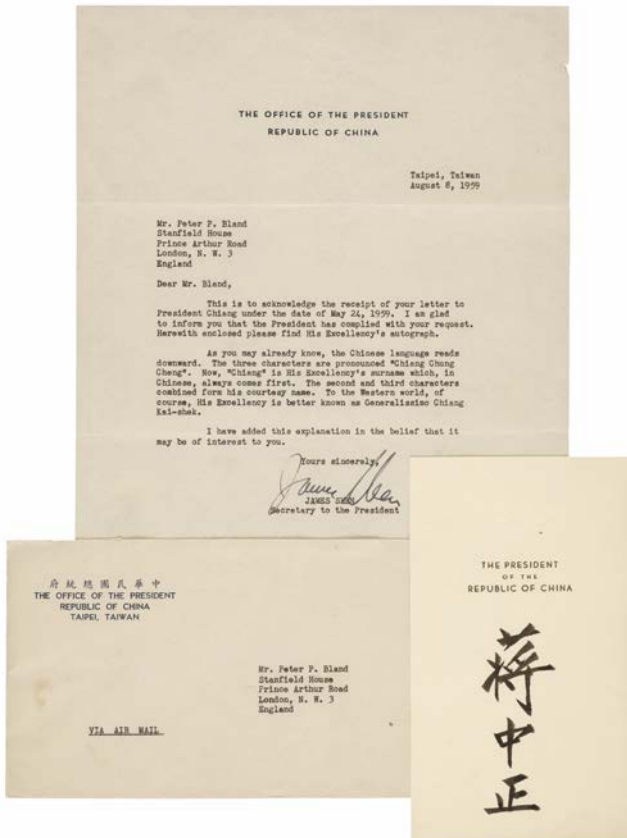 THE OFFICE OF THE PRESIDENT
REPUBLIC OF CHINA
Taipei, Taiwan
August 8, 1959
Mr. Peter P. Bland
Stanfield House
Prince Arthur Road
London, N. W. 3
England
Dear Mr. Bland,
This is to acknowledge the receipt of your letter to
President Chiang under the date of May 24, 1959. I am glad
to inform you that the President has complied with your request.
Herewith enclosed please find His Excellency's autograph.
As you may already know, the Chinese language reads
downward. The three characters are pronounced "Chiang Chung
Cheng". Now, "Chiang" is His Excellency's surname which, in
Chinese, always comes first. The second and third characters
combined form his courtesy name. To the Western world, of
course, His Excellency is better known as Generalissimo Chiang
Kai-shek.
I have added this explanation in the belief that it
may be of interest to you.
Yours sincerely,
James Shen
JAMES SHEN
Secretary to the President
府統總國民華中
THE OFFICE OF THE PRESIDENT
REPUBLIC OF CHINA
TAIPEI, TAIWAN
Mr. Peter P. Bland
Stanfield House
Prince Arthur Road
London, N. W. 3
England
VIA AIR MAIL
THE PRESIDENT
OF THE
REPUBLIC OF CHINA
蔣中正